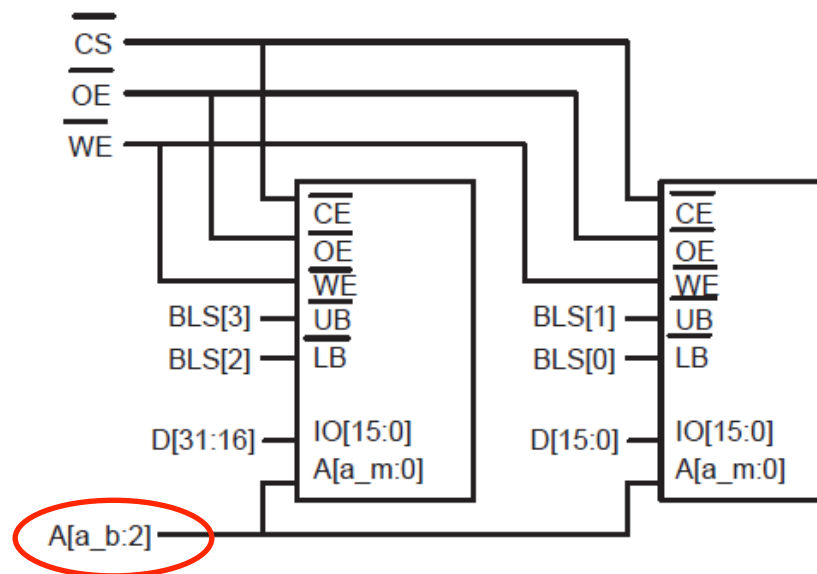 CS
OE
WE
CE
OE
WE
BLS[3] UB
BLS[2] LB
D[31:16] IO[15:0]
A[a_m:0]
CE
OE
WE
BLS[1] UB
BLS[0] LB
D[15:0] IO[15:0]
A[a_m:0]
A[a_b:2]